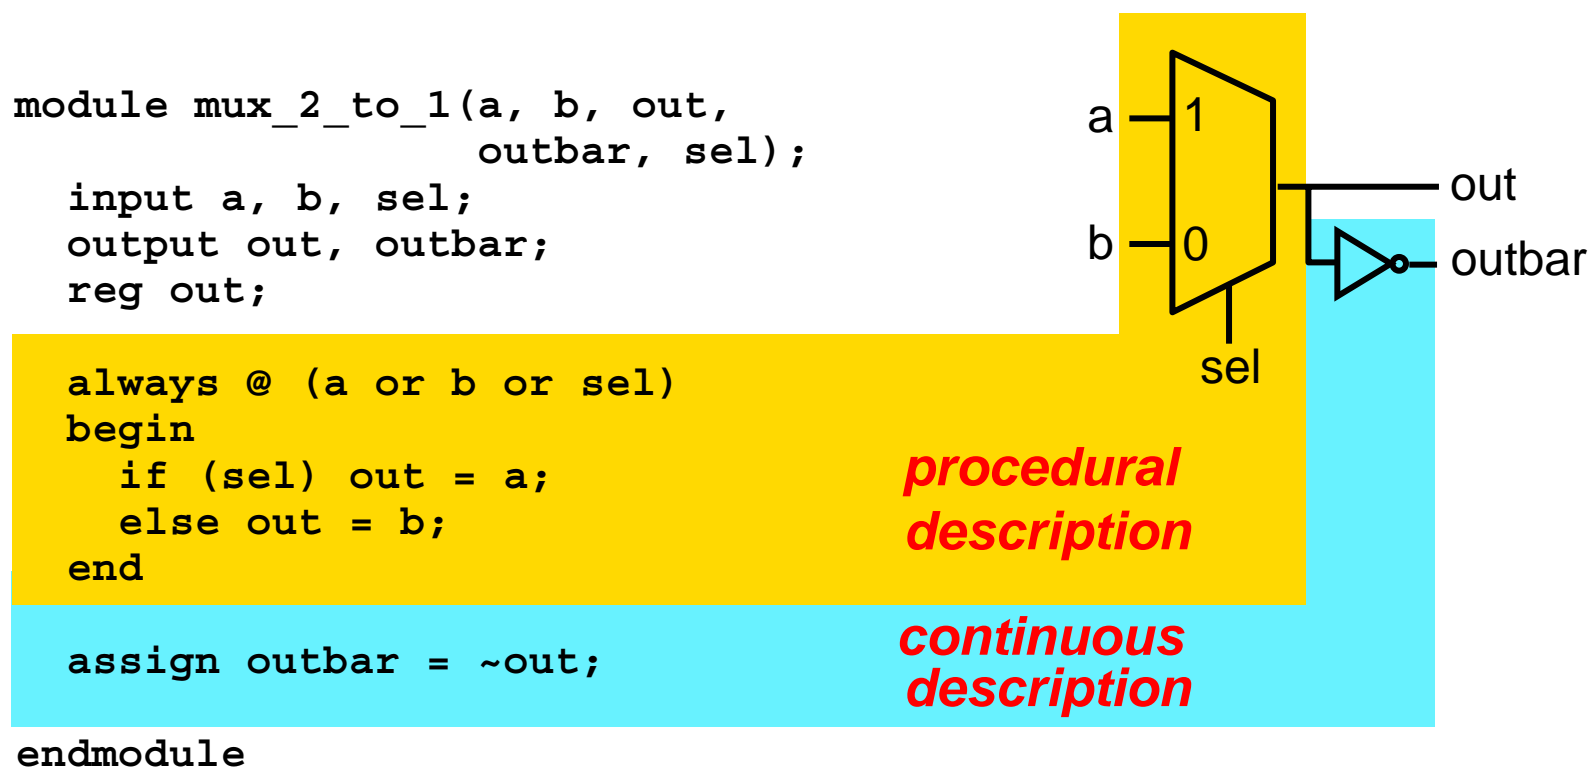 module mux_2_to_1(a, b, out,
outbar, sel);
input a, b, sel;
output out, outbar;
reg out;
always @ (a or b or sel)
begin
if (sel) out = a;
else out = b;
end
assign outbar = ~out;
endmodule
procedural
description
continuous
description
a
1
b
0
sel
out
outbar